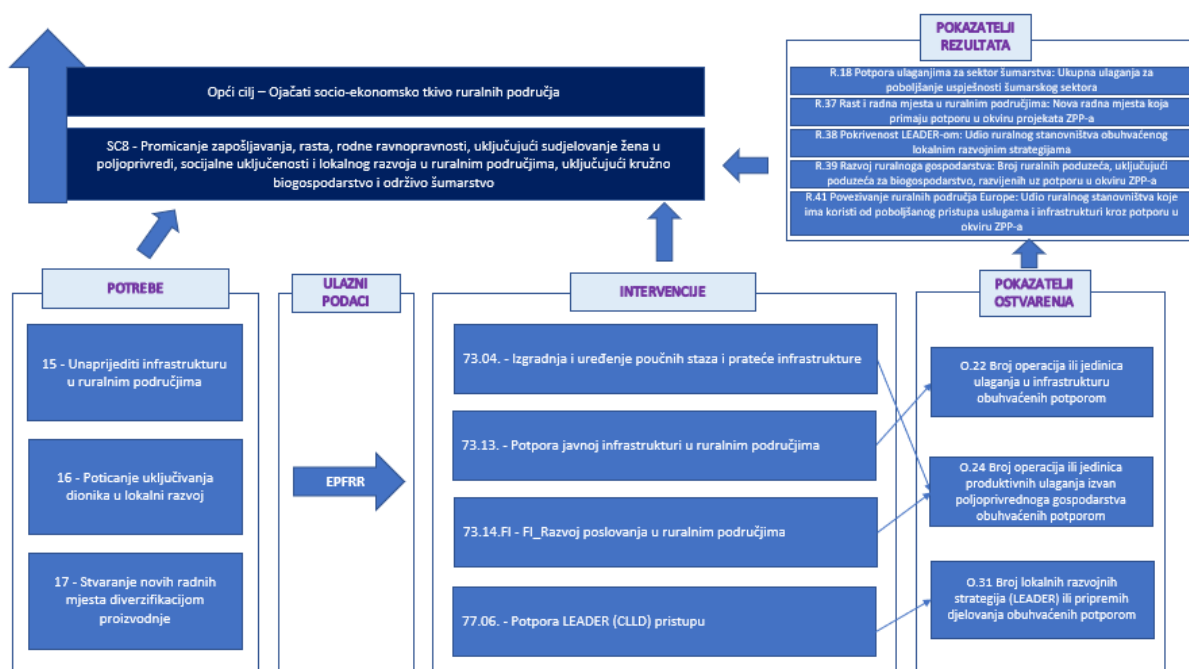 POKAZATELJI
REZULTATA
Opći cilj – Ojačati socio-ekonomsko tkivo ruralnih područja
SC8 - Promicanje zapošljavanja, rasta, rodne ravnopravnosti, uključujući sudjelovanje žena u
poljoprivredi, socijalne uključenosti i lokalnog razvoja u ruralnim područjima, uključujući kružno
biogospodarstvo i održivo šumarstvo
R.18 Potpora ulaganjima za sektor šumarstva: Ukupna ulaganja za
poboljšanje uspješnosti šumarskog sektora
R.37 Rast i radna mjesta u ruralnim područjima: Nova radna mjesta koja
primaju potporu u okviru projekata ZPP-a
R.38 Pokrivenost LEADER-om: Udio ruralnog stanovništva obuhvaćenog
lokalnim razvojnim strategijama
R.39 Razvoj ruralnoga gospodarstva: Broj ruralnih poduzeća, uključujući
poduzeća za biogospodarstvo, razvijenih uz potporu u okviru ZPP-a
R.41 Povezivanje ruralnih područja Europe: Udio ruralnog stanovništva koje
ima koristi od poboljšanog pristupa uslugama i infrastrukturi kroz potporu u
okviru ZPP-a
POTREBE
15 - Unaprijediti infrastrukturu
u ruralnim područjima
16 - Poticanje uključivanja
dionika u lokalni razvoj
17 - Stvaranje novih radnih
mjesta diverzifikacijom
proizvodnje
ULAZNI
PODACI
EPFRR
INTERVENCIJE
73.04. - Izgradnja i uređenje poučnih staza i prateće infrastrukture
73.13. - Potpora javnoj infrastrukturi u ruralnim područjima
73.14.FI - FI_Razvoj poslovanja u ruralnim područjima
77.06. - Potpora LEADER (CLLD) pristupu
POKAZATELJI
OSTVARENJA
O.22 Broj operacija ili jedinica
ulaganja u infrastrukturu
obuhvaćenih potporom
O.24 Broj operacija ili jedinica
produktivnih ulaganja izvan
poljoprivrednoga gospodarstva
obuhvaćenih potporom
O.31 Broj lokalnih razvojnih
strategija (LEADER) ili pripremih
djelovanja obuhvaćenih potporom